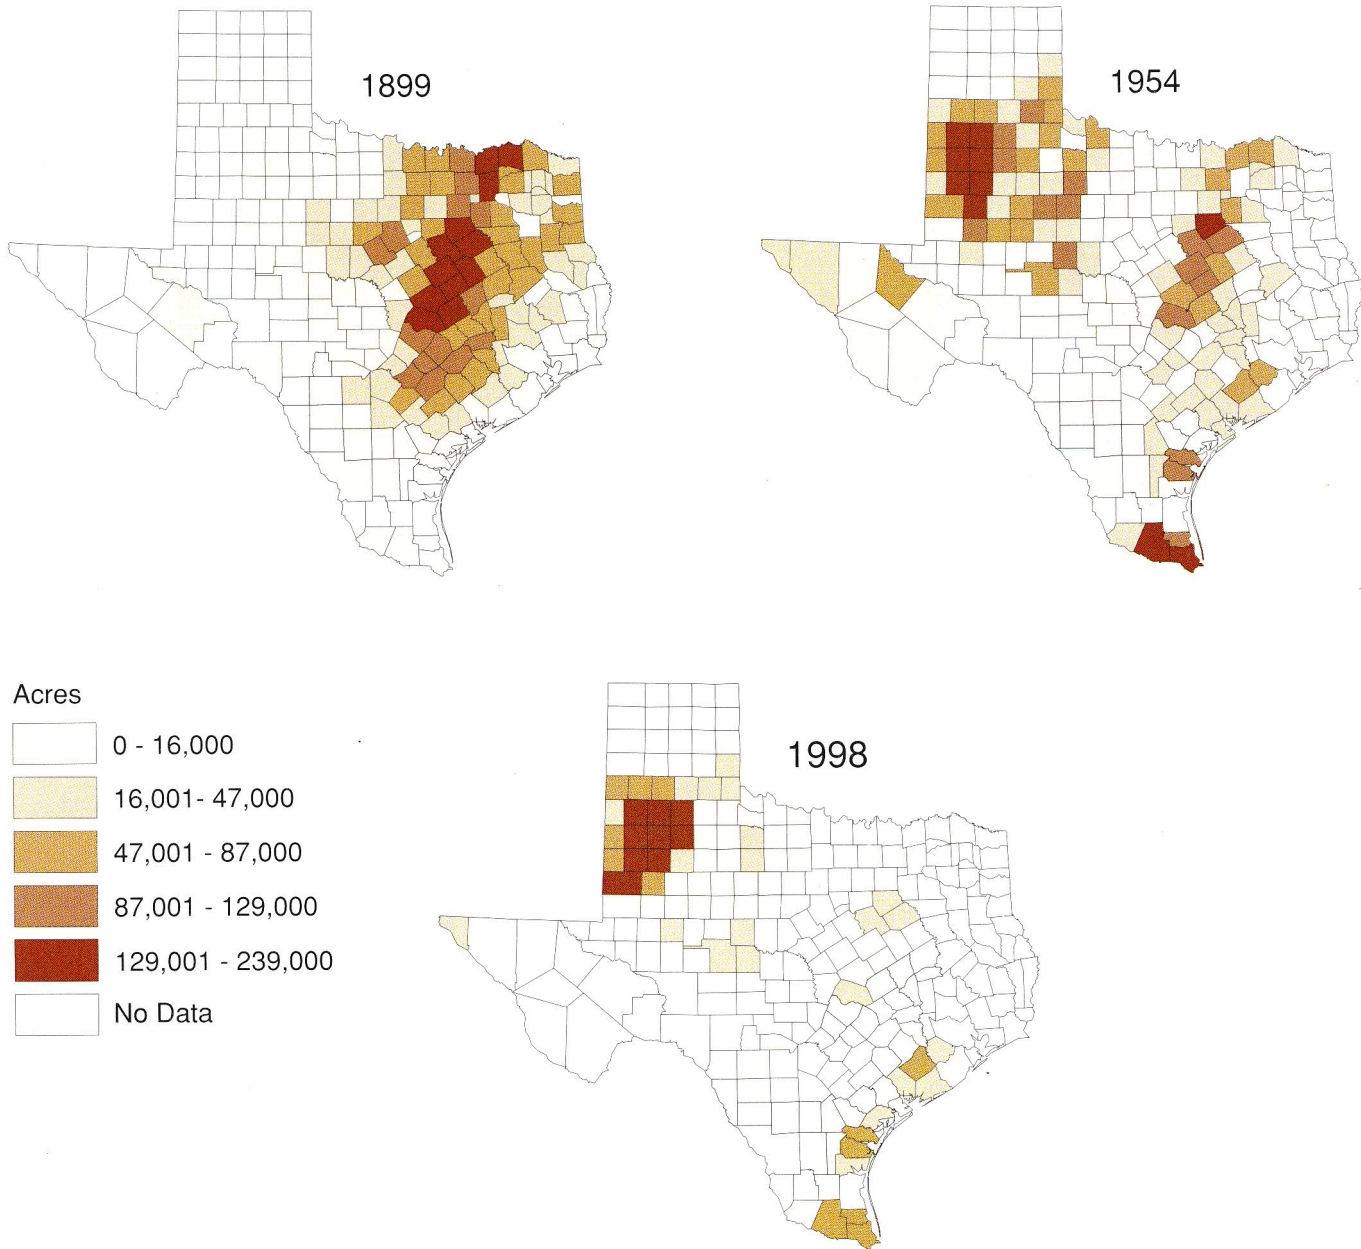 1899
1954
Acres
0 - 16,000
16,001- 47,000
47,001 - 87,000
87,001 - 129,000
129,001 - 239,000
No Data
1998